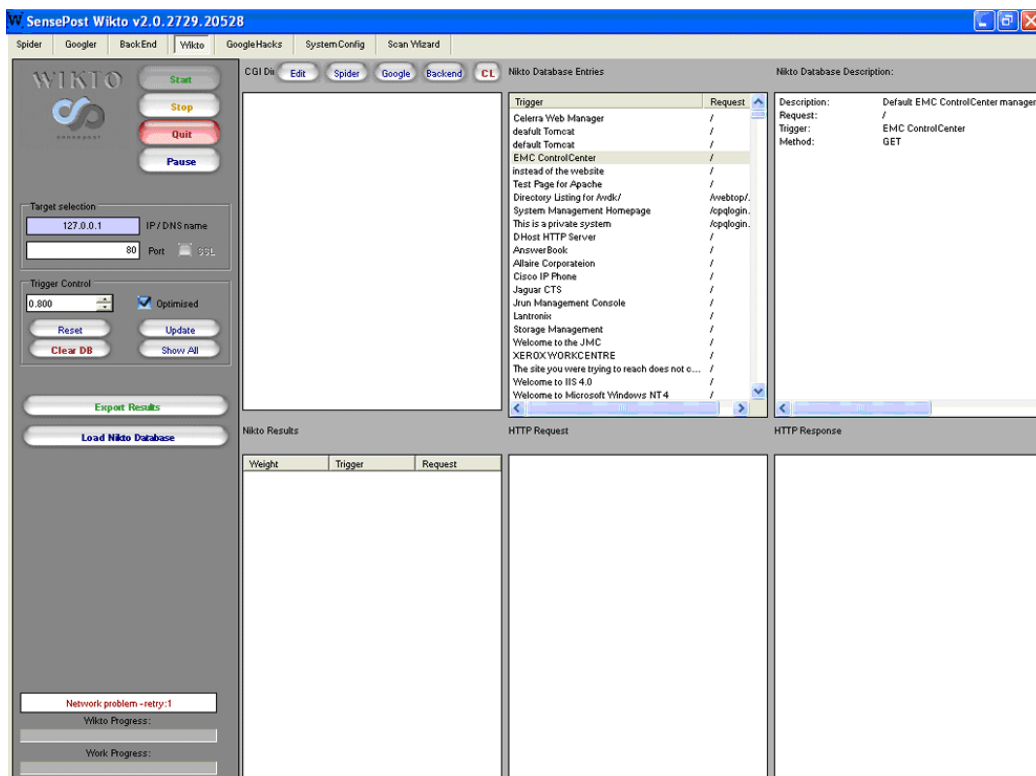 SensePost Wikto v2.0.2729.20528
Spider Googler BackEnd Wikto GoogleHacks SystemConfig Scan Wizard
WIKTO
sensepost
Start
Stop
Quit
Pause
Target selection
127.0.0.1 IP/DNS name
80 Port SSL
Trigger Control
0.800 Optimised
Reset Update
Clear DB Show All
Export Results
Load Nikto Database
Network problem -retry:1
Wikto Progress:
Work Progress:
CGI Di Edit Spider Google Backend CL
Nikto Database Entries
Trigger Request
Celerra Web Manager /
deafult Tomcat /
default Tomcat /
EMC ControlCenter /
instead of the website /
Test Page for Apache /
Directory Listing for /wdk/ /webtop/.
System Management Homepage /cpqlogin.
This is a private system /cpqlogin.
DHost HTTP Server /
AnswerBook /
Allaire Corporateion /
Cisco IP Phone /
Jaguar CTS /
Jrun Management Console /
Lantronix /
Storage Management /
Welcome to the JMC /
XEROX WORKCENTRE /
The site you were trying to reach does not c... /
Welcome to IIS 4.0 /
Welcome to Microsoft Windows NT 4 /
Nikto Database Description:
Description: Default EMC ControlCenter manager
Request: /
Trigger: EMC ControlCenter
Method: GET
Nikto Results
Weight Trigger Request
HTTP Request
HTTP Response